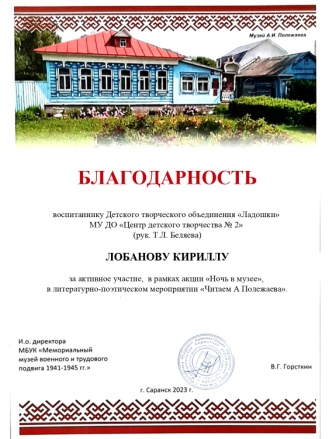 Музей А.И. Полежаева
БЛАГОДАРНОСТЬ
воспитаннику Детского творческого объединения «Ладошки»
МУ ДО «Центр детского творчества № 2»
(рук. Т.Л. Беляева)
ЛОБАНОВУ КИРИЛЛУ
за активное участие, в рамках акции «Ночь в музее»,
в литературно-поэтическом мероприятии «Читаем А Полежаева».
И.о. директора
МБУК «Мемориальный
музей военного и трудового
подвига 1941-1945 гг.»
В.Г. Горсткин
г. Саранск 2023 г.